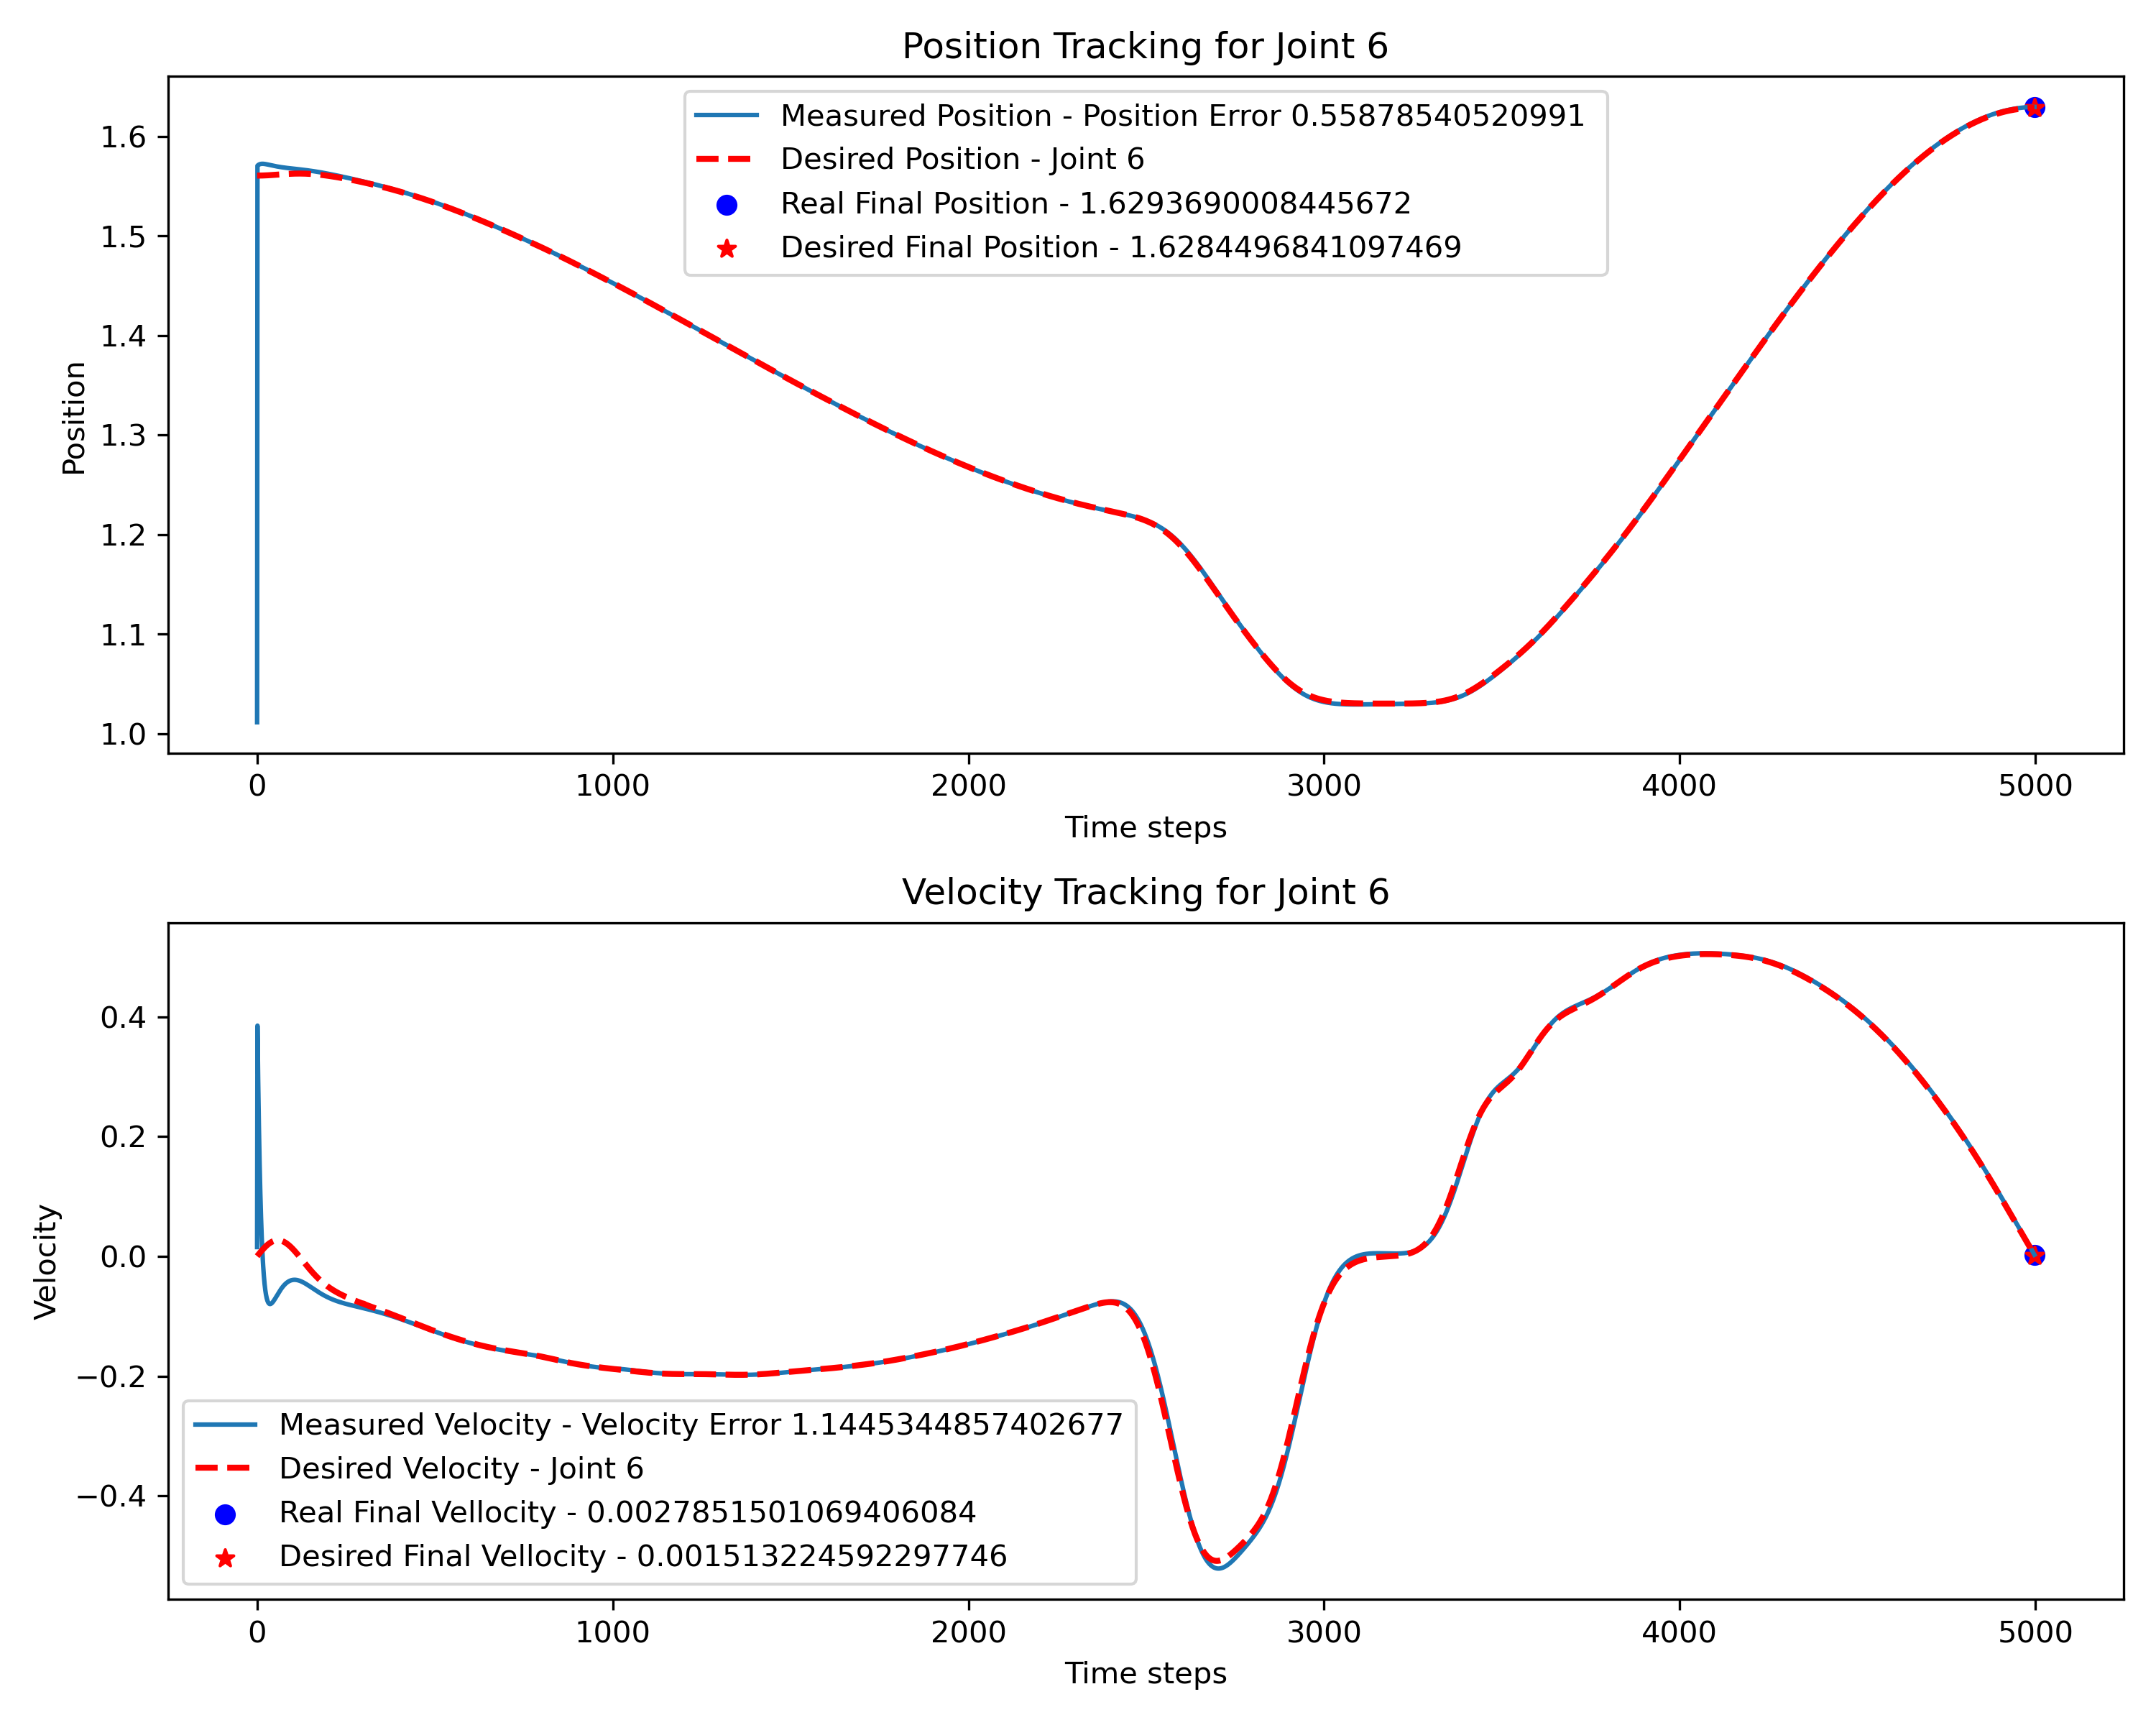 Position Tracking for Joint 6
Measured Position - Position Error 0.55878540520991
Desired Position - Joint 6
Real Final Position - 1.6293690008445672
Desired Final Position - 1.6284496841097469
1.6
1.5
1.4
1.3
1.2
1.1
1.0
Position
0 1000 2000 3000 4000 5000
Time steps
Velocity Tracking for Joint 6
0.4
0.2
0.0
−0.2
−0.4
Velocity
Measured Velocity - Velocity Error 1.1445344857402677
Desired Velocity - Joint 6
Real Final Vellocity - 0.0027851501069406084
Desired Final Vellocity - 0.001513224592297746
0 1000 2000 3000 4000 5000
Time steps